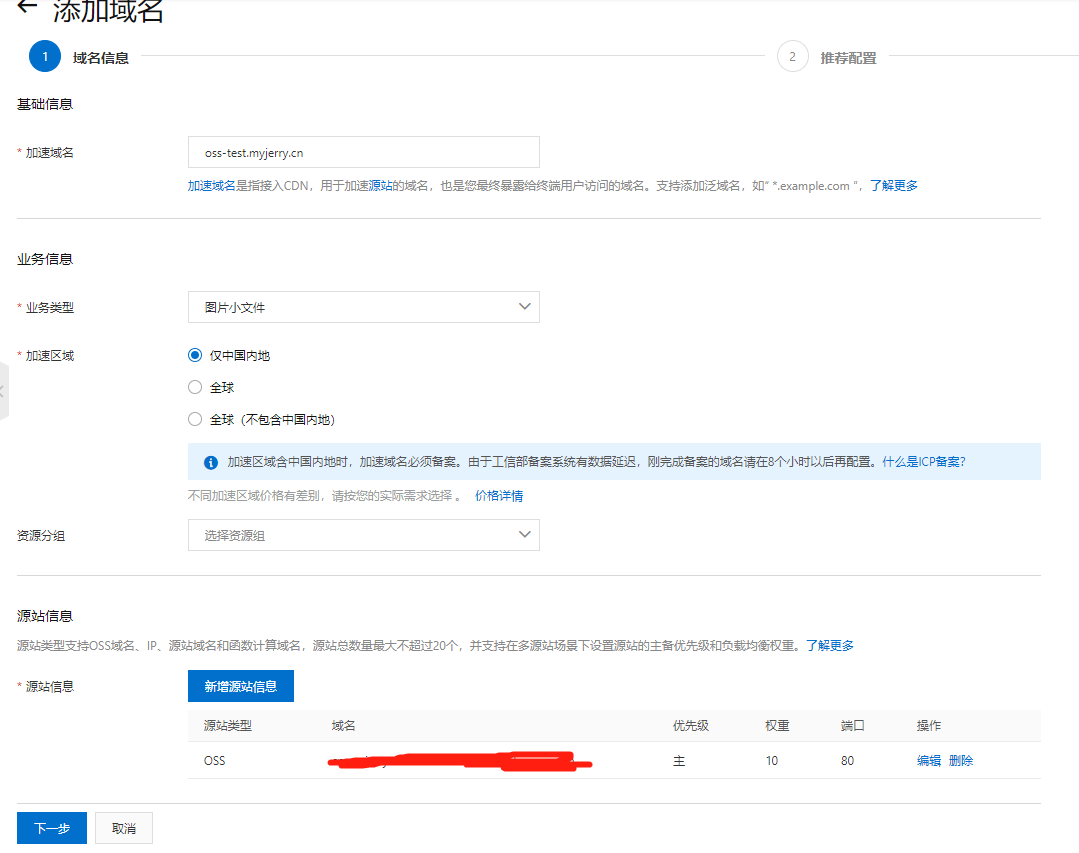 ← 添加域名
1 域名信息 2 推荐配置
基础信息
* 加速域名 oss-test.myjerry.cn
加速域名是指接入CDN，用于加速源站的域名，也是您最终暴露给终端用户访问的域名。支持添加泛域名，如“ *.example.com ”，了解更多
业务信息
* 业务类型 图片小文件
* 加速区域 仅中国内地
全球
全球（不包含中国内地）
加速区域含中国内地时，加速域名必须备案。由于工信部备案系统有数据延迟，刚完成备案的域名请在8个小时以后再配置。什么是ICP备案?
不同加速区域价格有差别，请按您的实际需求选择 。 价格详情
资源分组 选择资源组
源站信息
源站类型支持OSS域名、IP、源站域名和函数计算域名，源站总数量最大不超过20个，并支持在多源站场景下设置源站的主备优先级和负载均衡权重。了解更多
* 源站信息 新增源站信息
源站类型 域名 优先级 权重 端口 操作
OSS 主 10 80 编辑 删除
下一步 取消